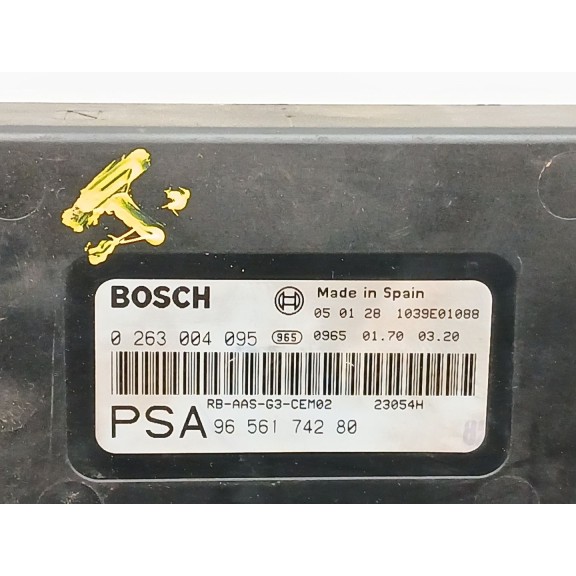 BOSCH
Made in Spain
05 01 28 1039E01088
0 263 004 095 965 0965 01.70 03.20
RB-AAS-G3-CEM02 23054H
PSA 96 561 742 80